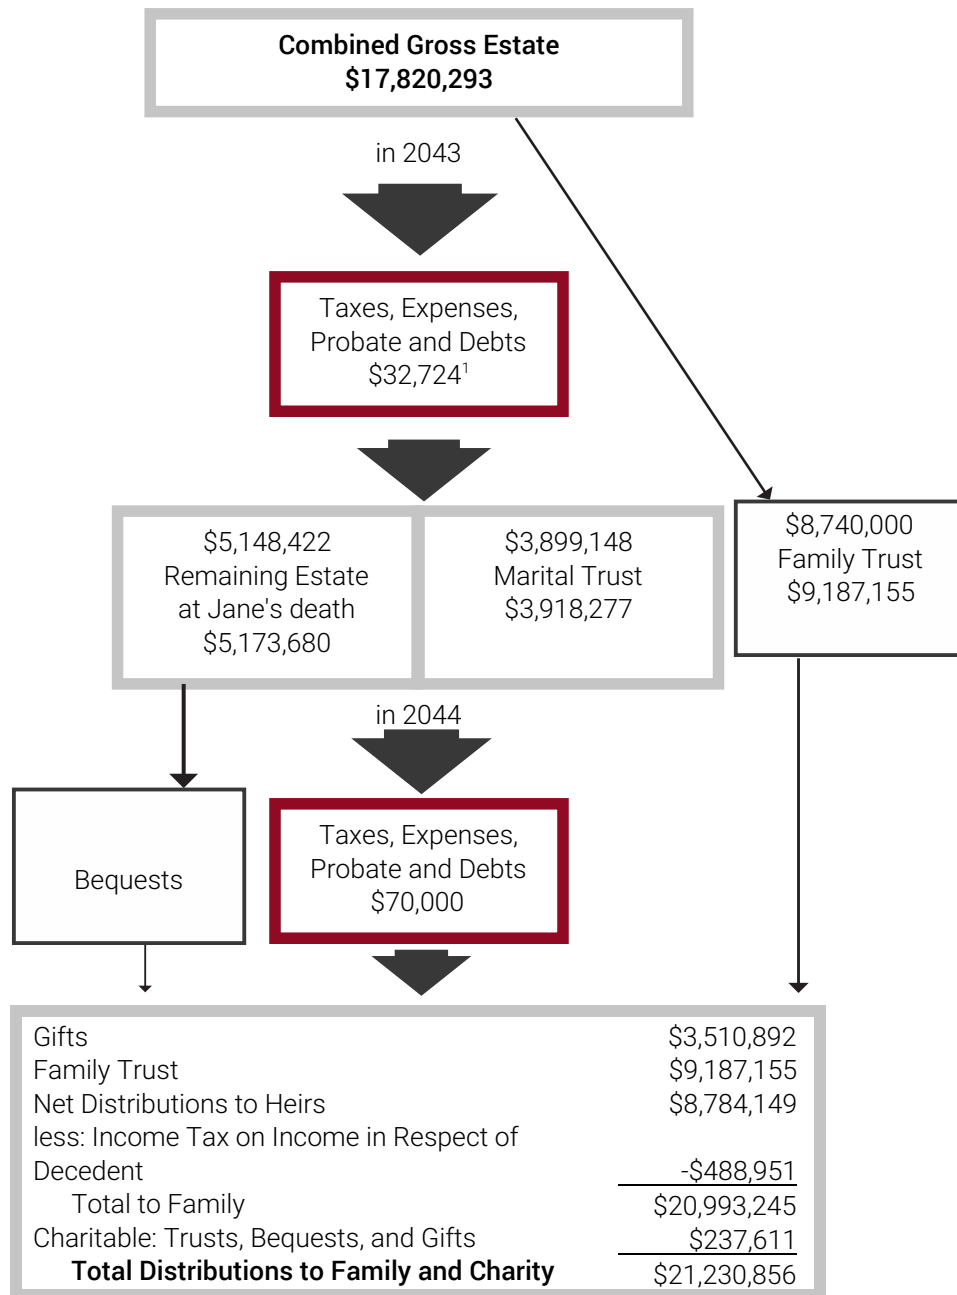 Combined Gross Estate
$17,820,293
in 2043
Taxes, Expenses,
Probate and Debts
$32,724¹
$5,148,422
Remaining Estate
at Jane's death
$5,173,680
$3,899,148
Marital Trust
$3,918,277
$8,740,000
Family Trust
$9,187,155
in 2044
Bequests
Taxes, Expenses,
Probate and Debts
$70,000
Gifts $3,510,892
Family Trust $9,187,155
Net Distributions to Heirs $8,784,149
less: Income Tax on Income in Respect of
Decedent -$488,951
Total to Family $20,993,245
Charitable: Trusts, Bequests, and Gifts $237,611
Total Distributions to Family and Charity $21,230,856